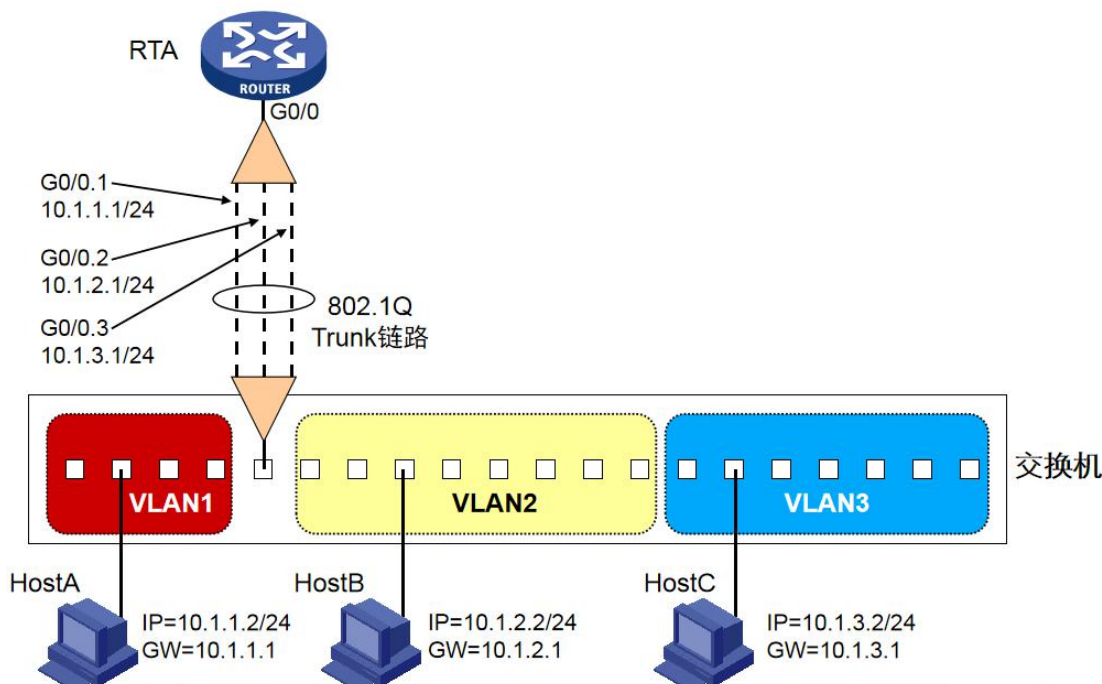 RTA
ROUTER
G0/0
G0/0.1
10.1.1.1/24
G0/0.2
10.1.2.1/24
G0/0.3
10.1.3.1/24
802.1Q
Trunk链路
VLAN1
VLAN2
VLAN3
交换机
HostA
IP=10.1.1.2/24
GW=10.1.1.1
HostB
IP=10.1.2.2/24
GW=10.1.2.1
HostC
IP=10.1.3.2/24
GW=10.1.3.1